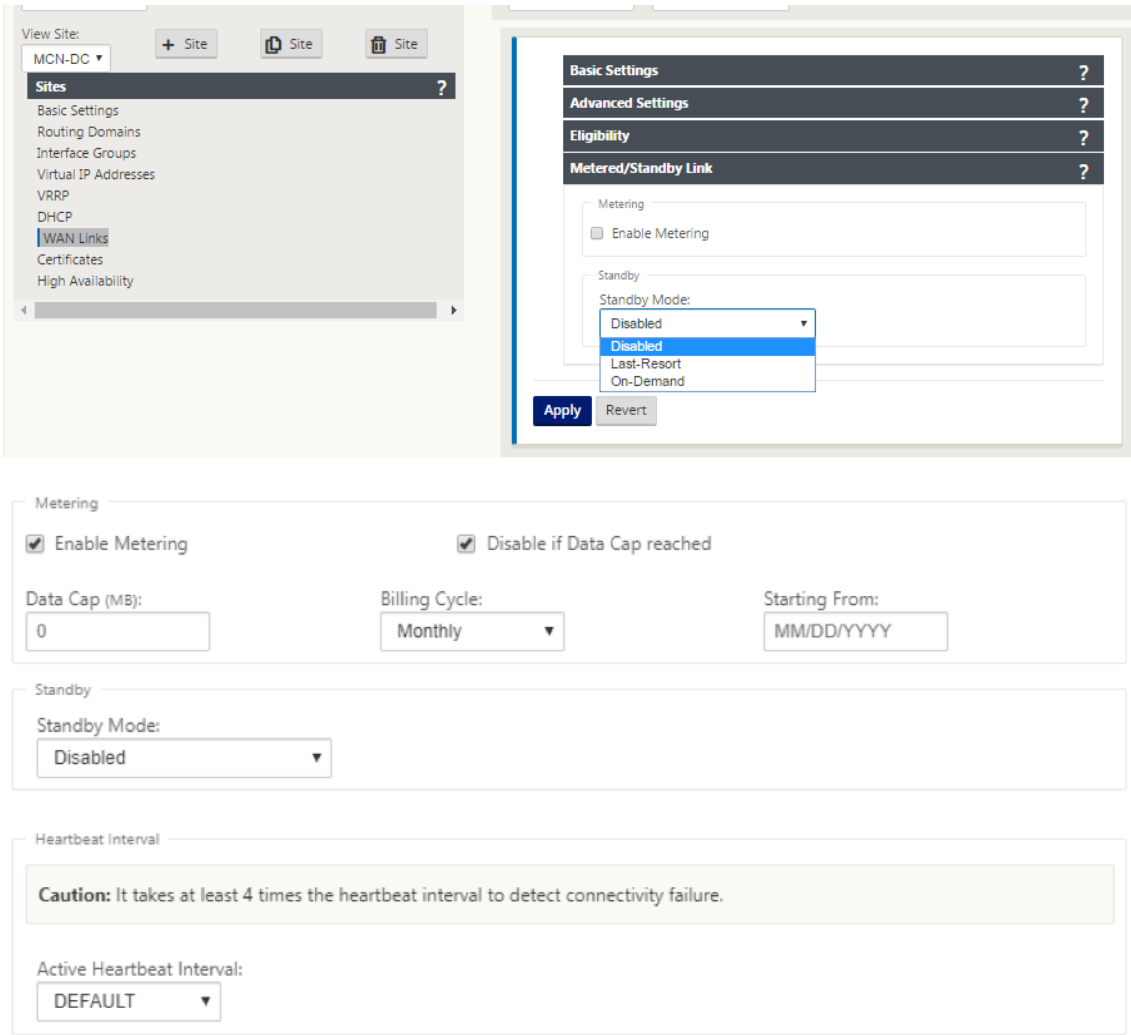 View Site:
MCN-DC
+ Site
Site
Site
Sites ?
Basic Settings
Routing Domains
Interface Groups
Virtual IP Addresses
VRRP
DHCP
WAN Links
Certificates
High Availability
Basic Settings ?
Advanced Settings ?
Eligibility ?
Metered/Standby Link ?
Metering
Enable Metering
Standby
Standby Mode:
Disabled
Disabled
Last-Resort
On-Demand
Apply Revert
Metering
Enable Metering Disable if Data Cap reached
Data Cap (MB): Billing Cycle: Starting From:
0 Monthly MM/DD/YYYY
Standby
Standby Mode:
Disabled
Heartbeat Interval
Caution: It takes at least 4 times the heartbeat interval to detect connectivity failure.
Active Heartbeat Interval:
DEFAULT